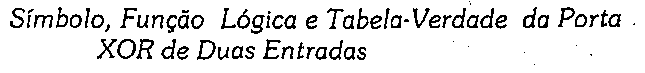 Símbolo, Função Lógica e Tabela-Verdade da Porta
XOR de Duas Entradas